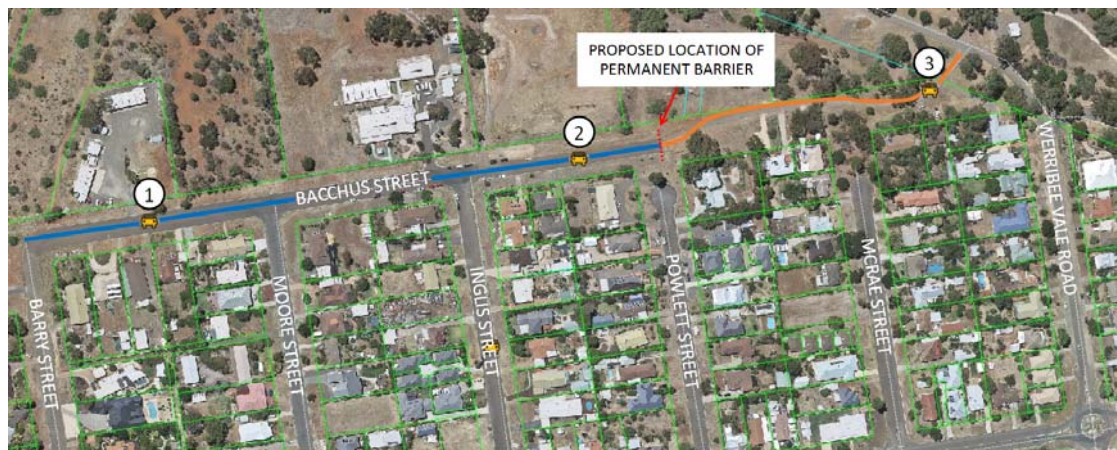 PROPOSED LOCATION OF
PERMANENT BARRIER
3
2
1
BACCHUS STREET
BARRY STREET
MOORE STREET
INGLIS STREET
POWLETT STREET
MCRAE STREET
WERRIBEE VALE ROAD